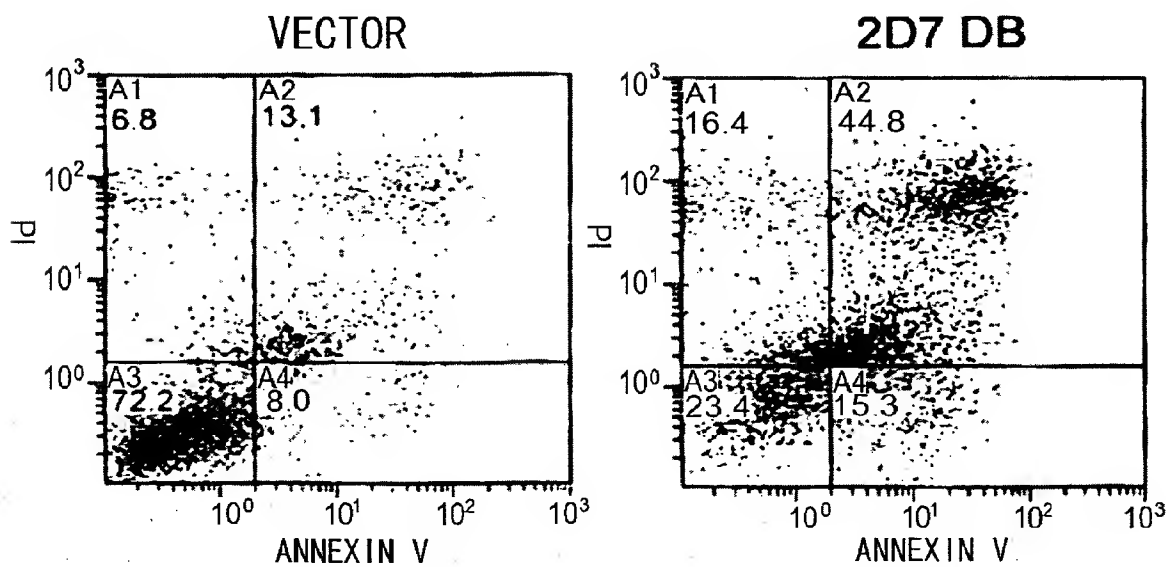 VECTOR
10³
A1
6.8
A2
13.1
10²
PI
10¹
10⁰
A3
72.2
A4
8.0
10⁰ 10¹ 10² 10³
ANNEXIN V
2D7 DB
10³
A1
16.4
A2
44.8
10²
PI
10¹
10⁰
A3
23.4
A4
15.3
10⁰ 10¹ 10² 10³
ANNEXIN V